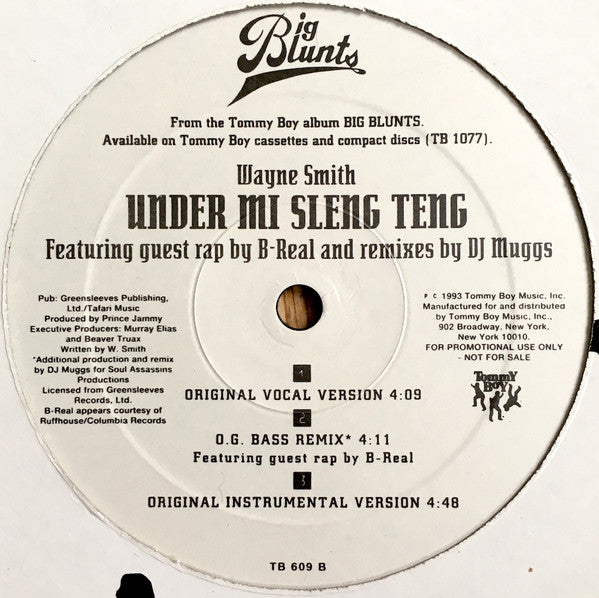 Big
Blunts
From the Tommy Boy album BIG BLUNTS.
Available on Tommy Boy cassettes and compact discs (TB 1077).
Wayne Smith
UNDER MI SLENG TENG
Featuring guest rap by B-Real and remixes by DJ Muggs
Pub: Greensleeves Publishing,
Ltd./Tafari Music
Produced by Prince Jammy
Executive Producers: Murray Elias
and Beaver Truax
Written by W. Smith
*Additional production and remix
by DJ Muggs for Soul Assassins
Productions
Licensed from Greensleeves
Records, Ltd.
B-Real appears courtesy of
Ruffhouse/Columbia Records
P C 1993 Tommy Boy Music, Inc.
Manufactured for and distributed
by Tommy Boy Music, Inc.,
902 Broadway, New York,
New York 10010.
FOR PROMOTIONAL USE ONLY
- NOT FOR SALE
Tommy
Boy
1
ORIGINAL VOCAL VERSION 4:09
2
O.G. BASS REMIX* 4:11
Featuring guest rap by B-Real
3
ORIGINAL INSTRUMENTAL VERSION 4:48
TB 609 B